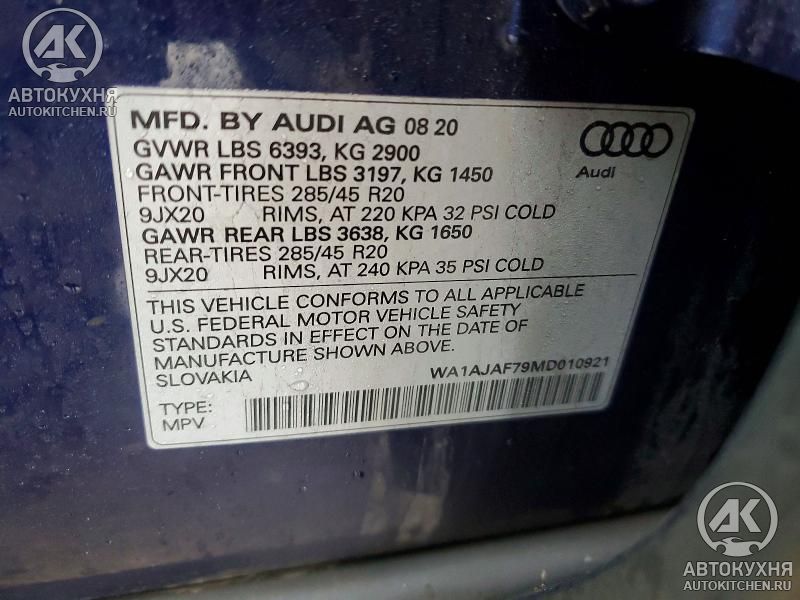 АК
АВТОКУХНЯ
AUTOKITCHEN.RU
MFD. BY AUDI AG 08 20
GVWR LBS 6393, KG 2900
GAWR FRONT LBS 3197, KG 1450
FRONT-TIRES 285/45 R20
9JX20 RIMS, AT 220 KPA 32 PSI COLD
GAWR REAR LBS 3638, KG 1650
REAR-TIRES 285/45 R20
9JX20 RIMS, AT 240 KPA 35 PSI COLD
Audi
THIS VEHICLE CONFORMS TO ALL APPLICABLE
U.S. FEDERAL MOTOR VEHICLE SAFETY
STANDARDS IN EFFECT ON THE DATE OF
MANUFACTURE SHOWN ABOVE.
SLOVAKIA WA1AJAF79MD010921
TYPE:
MPV
АК
АВТОКУХНЯ
AUTOKITCHEN.RU